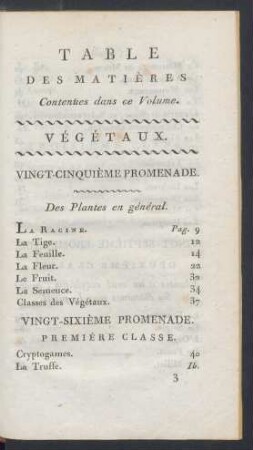 TABLE
DES MATIÈRES
Contenues dans ce Volume.
VÉGÉTAUX.
VINGT-CINQUIÈME PROMENADE.
Des Plantes en général.
LA RACINE. Pag. 9
La Tige. 12
La Feuille. 14
La Fleur. 22
Le Fruit. 32
La Semence. 34
Classes des Végétaux. 37
VINGT-SIXIÈME PROMENADE.
PREMIÈRE CLASSE.
Cryptogames. 40
La Truffe. Ib.
3